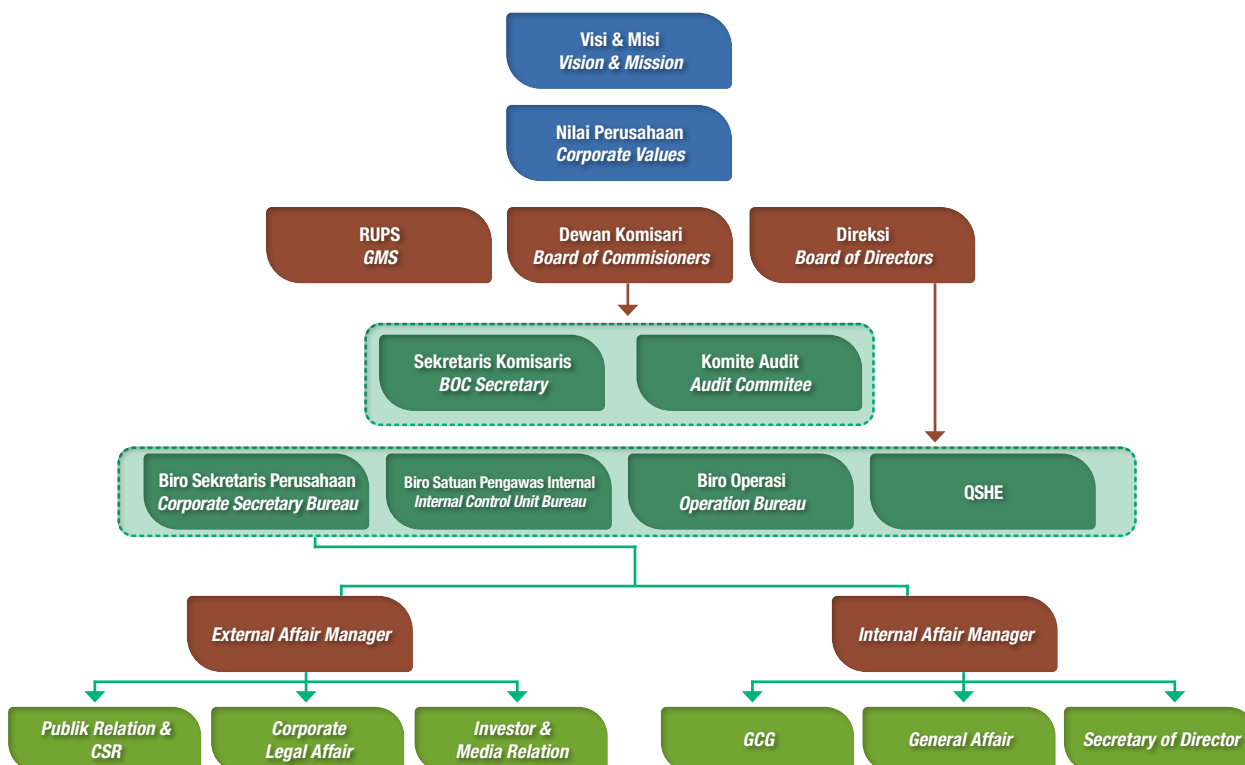 Visi & Misi
Vision & Mission
Nilai Perusahaan
Corporate Values
RUPS
GMS
Dewan Komisari
Board of Commisioners
Direksi
Board of Directors
Sekretaris Komisaris
BOC Secretary
Komite Audit
Audit Commitee
Biro Sekretaris Perusahaan
Corporate Secretary Bureau
Biro Satuan Pengawas Internal
Internal Control Unit Bureau
Biro Operasi
Operation Bureau
QSHE
External Affair Manager
Internal Affair Manager
Publik Relation &
CSR
Corporate
Legal Affair
Investor &
Media Relation
GCG
General Affair
Secretary of Director